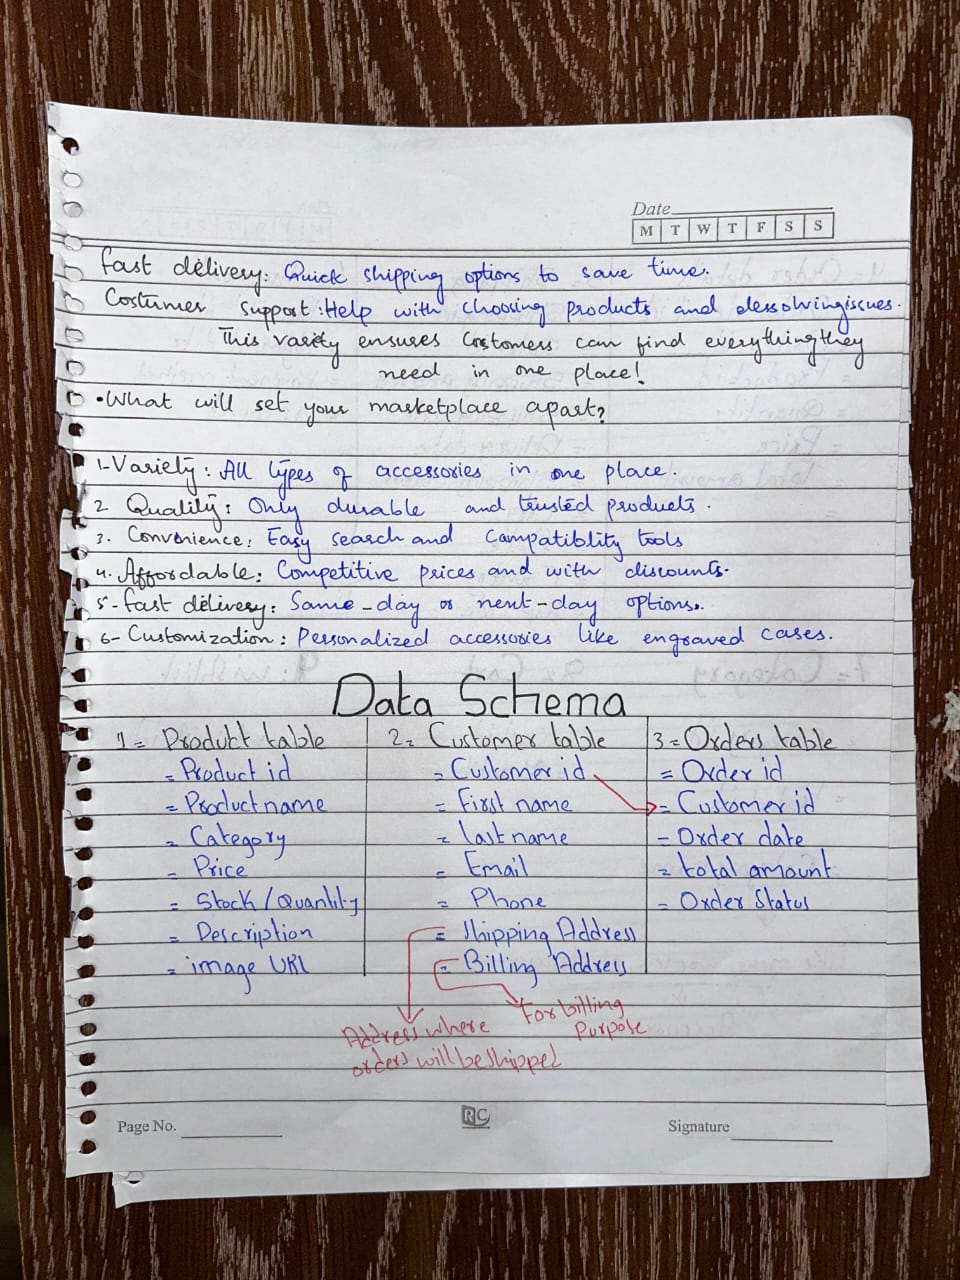 Date
M T W T F S S
fast delivery: Quick shipping options to save time.
Costumer support: Help with choosing products and dessolvingiscues.
This variety ensures Costomers can find everythingthey
need in one place!
•What will set your marketplace apart?
1-Variety: All types of accessories in one place.
2 Quality: Only durable and trusted products.
3. Convenience: Easy search and Compatiblity tools
4. Affordable: Competitive prices and with discounts.
5-fast delivery: Same-day or next-day options..
6- Customization: Personalized accessories like engraved cases.
Data Schema
1= Product table 2= Customer table 3=Orders table
= Product id = Customer id = Order id
= Product name = First name = Customer id
= Category = last name = Order date
= Price = Email = total amount
= Stock/Quantity = Phone = Order Status
= Description = Shipping Address
= image URL = Billing Address
Address where
orders will be shipped
For billing
Purpose
RC
Page No.
Signature